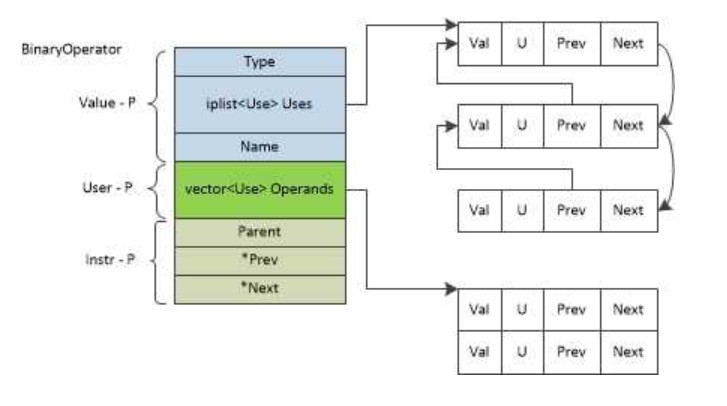 BinaryOperator
Value - P
User - P
Instr - P
Type
iplist<Use> Uses
Name
vector<Use> Operands
Parent
*Prev
*Next
Val U Prev Next
Val U Prev Next
Val U Prev Next
Val U Prev Next
Val U Prev Next